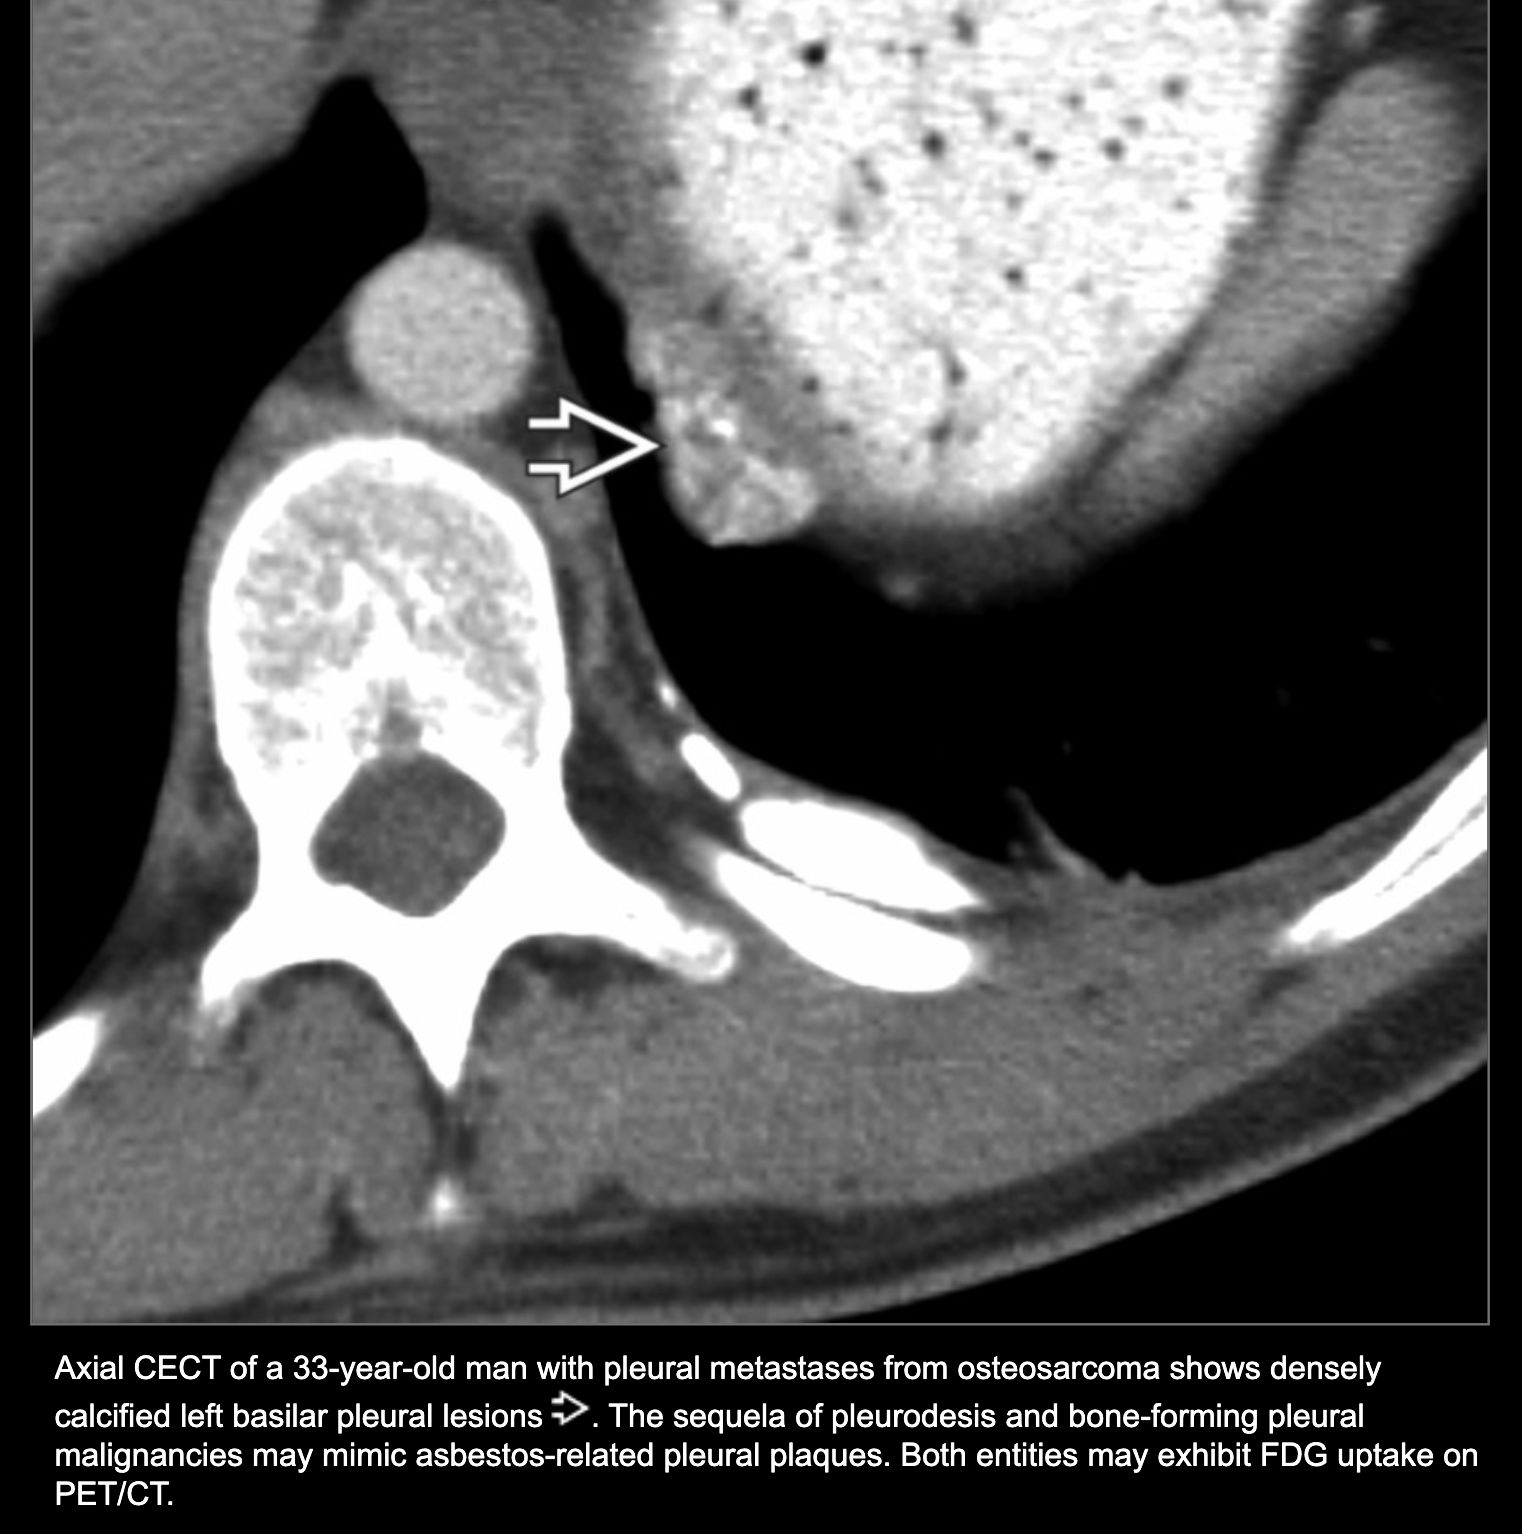 Axial CECT of a 33-year-old man with pleural metastases from osteosarcoma shows densely
calcified left basilar pleural lesions . The sequela of pleurodesis and bone-forming pleural
malignancies may mimic asbestos-related pleural plaques. Both entities may exhibit FDG uptake on
PET/CT.